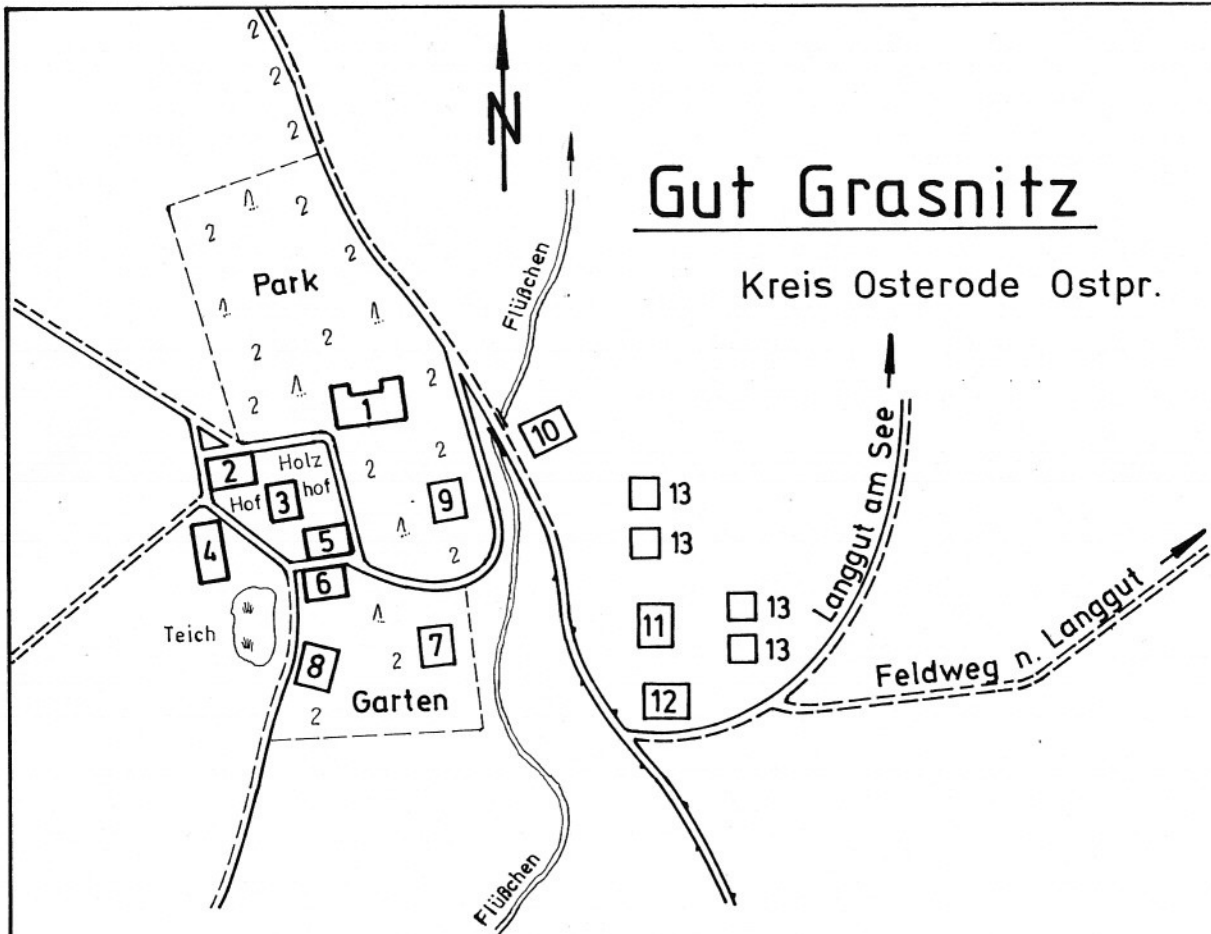 N
Gut Grasnitz
Kreis Osterode Ostpr.
Flüßchen
Park
Langgut am See
1
10
2
Holz
hof
Hof
3
9
13
4
5
13
6
11
13
Teich
7
13
8
Feldweg n. Langgut
Garten
12
Flüßchen